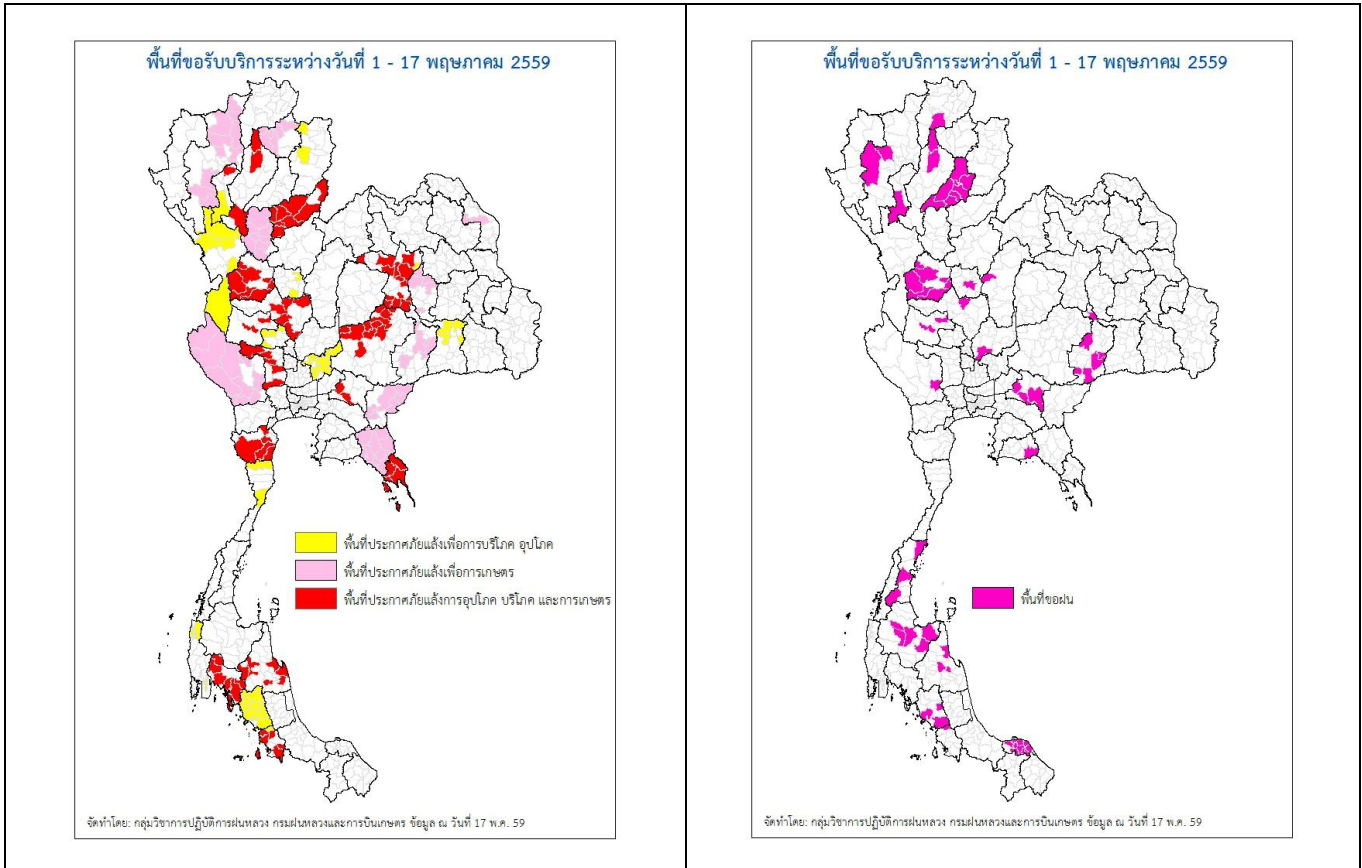 พื้นที่ขอรับบริการระหว่างวันที่ 1 - 17 พฤษภาคม 2559
พื้นที่ประกาศภัยแล้งเพื่อการบริโภค อุปโภค
พื้นที่ประกาศภัยแล้งเพื่อการเกษตร
พื้นที่ประกาศภัยแล้งการอุปโภค บริโภค และการเกษตร
จัดทำโดย: กลุ่มวิชาการปฏิบัติการฝนหลวง กรมฝนหลวงและการบินเกษตร ข้อมูล ณ วันที่ 17 พ.ค. 59
พื้นที่ขอรับบริการระหว่างวันที่ 1 - 17 พฤษภาคม 2559
พื้นที่ขอฝน
จัดทำโดย: กลุ่มวิชาการปฏิบัติการฝนหลวง กรมฝนหลวงและการบินเกษตร ข้อมูล ณ วันที่ 17 พ.ค. 59